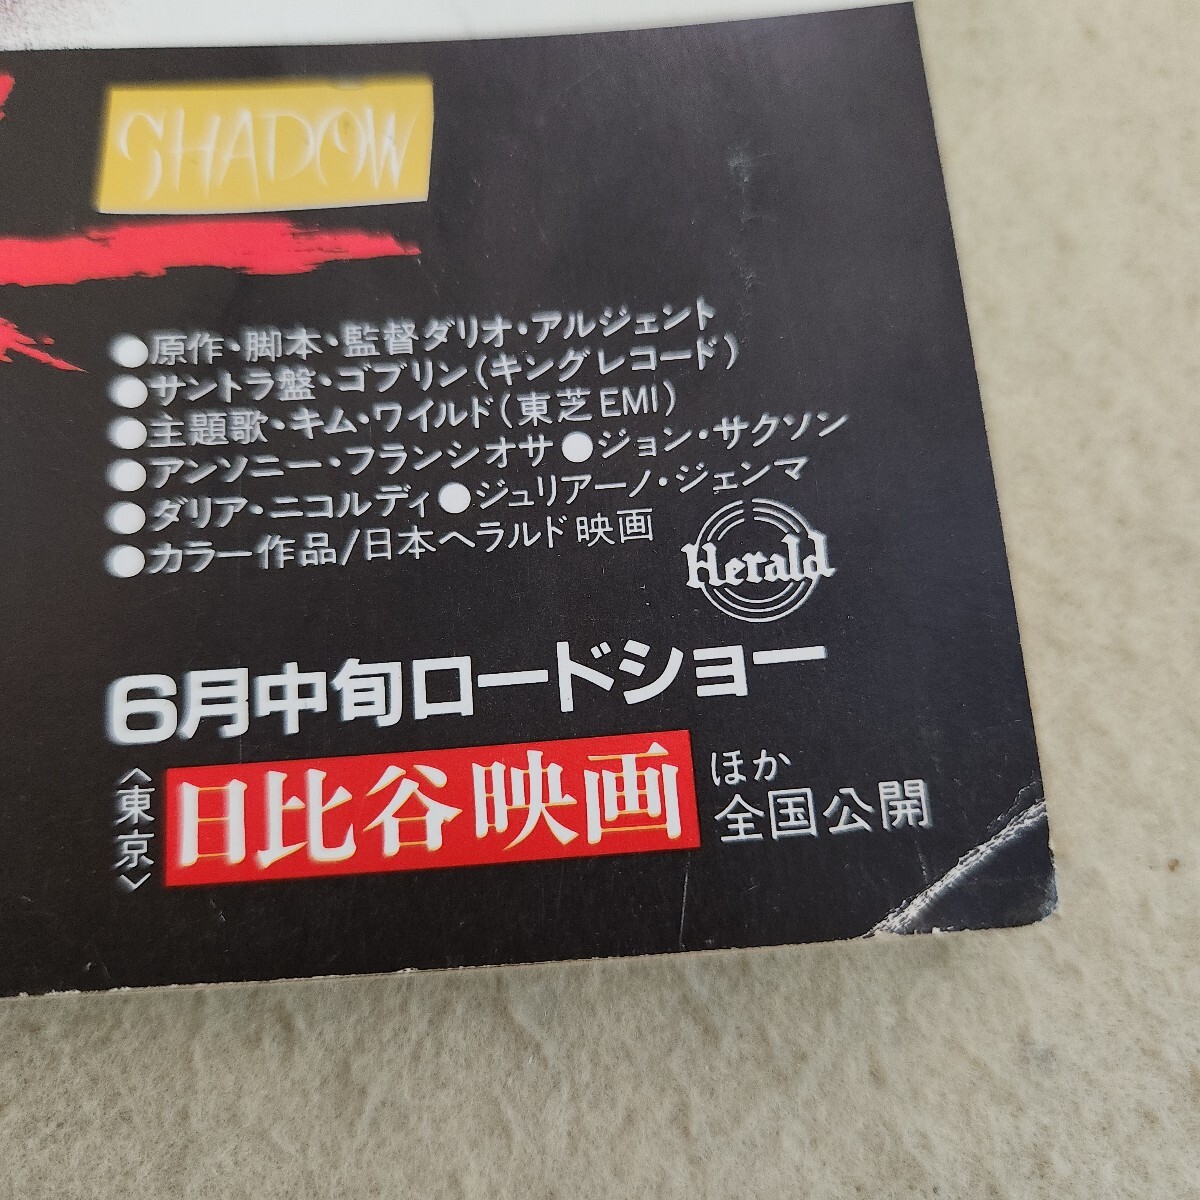 SHADOW
●原作・脚本・監督ダリオ・アルジェント
●サントラ盤・ゴブリン(キングレコード)
●主題歌・キム・ワイルド(東芝EMI)
●アンソニー・フランシオサ●ジョン・サクソン
●ダリア・ニコルディ●ジュリアーノ・ジェンマ
●カラー作品/日本ヘラルド映画
Herald
6月中旬ロードショー
〈東京〉
日比谷映画
ほか
全国公開